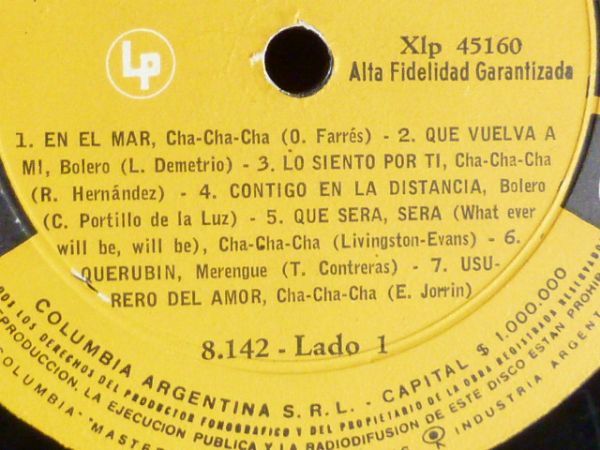 Lp
Xlp 45160
Alta Fidelidad Garantizada
1. EN EL MAR, Cha-Cha-Cha (O. Farrés) - 2. QUE VUELVA A
MI, Bolero (L. Demetrio) - 3. LO SIENTO POR TI, Cha-Cha-Cha
(R. Hernández) - 4. CONTIGO EN LA DISTANCIA, Bolero
(C. Portillo de la Luz) - 5. QUE SERA, SERA (What ever
will be, will be), Cha-Cha-Cha (Livingston-Evans) - 6.
QUERUBIN, Merengue (T. Contreras) - 7. USU-
RERO DEL AMOR, Cha-Cha-Cha (E. Jorrin)
8.142 - Lado 1
COLUMBIA ARGENTINA S.R.L. - CAPITAL $ 1.000.000
LOS DERECHOS DEL PRODUCTOR FONOGRAFICO Y DEL PROPIETARIO DE LA OBRA REGISTRADA RESERVADO
REPRODUCCION, LA EJECUCION PUBLICA Y LA RADIODIFUSION DE ESTE DISCO ESTAN PROHIB
COLUMBIA" "MASTE
INDUSTRIA ARGENT